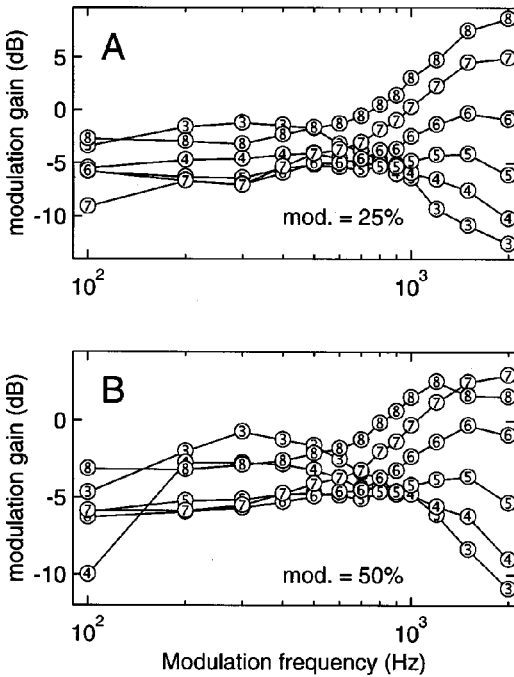 A
modulation gain (dB)
5
0
-5
-10
mod. = 25%
10²
10³
B
modulation gain (dB)
0
-5
-10
mod. = 50%
10²
10³
Modulation frequency (Hz)